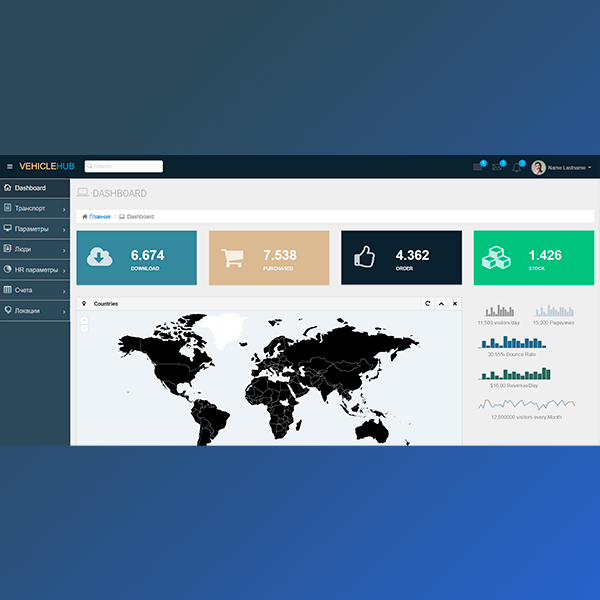 VEHICLEHUB
Search
Name Lastname
Dashboard
Транспорт
Параметры
Люди
HR параметры
Счета
Локации
DASHBOARD
Главная / Dashboard
6.674
DOWNLOAD
7.538
PURCHASED
4.362
ORDER
1.426
STOCK
Countries
11,500 visitors/day
15,000 Pageviews
30.55% Bounce Rate
$16,00 Revenue/Day
12,000000 visitors every Month